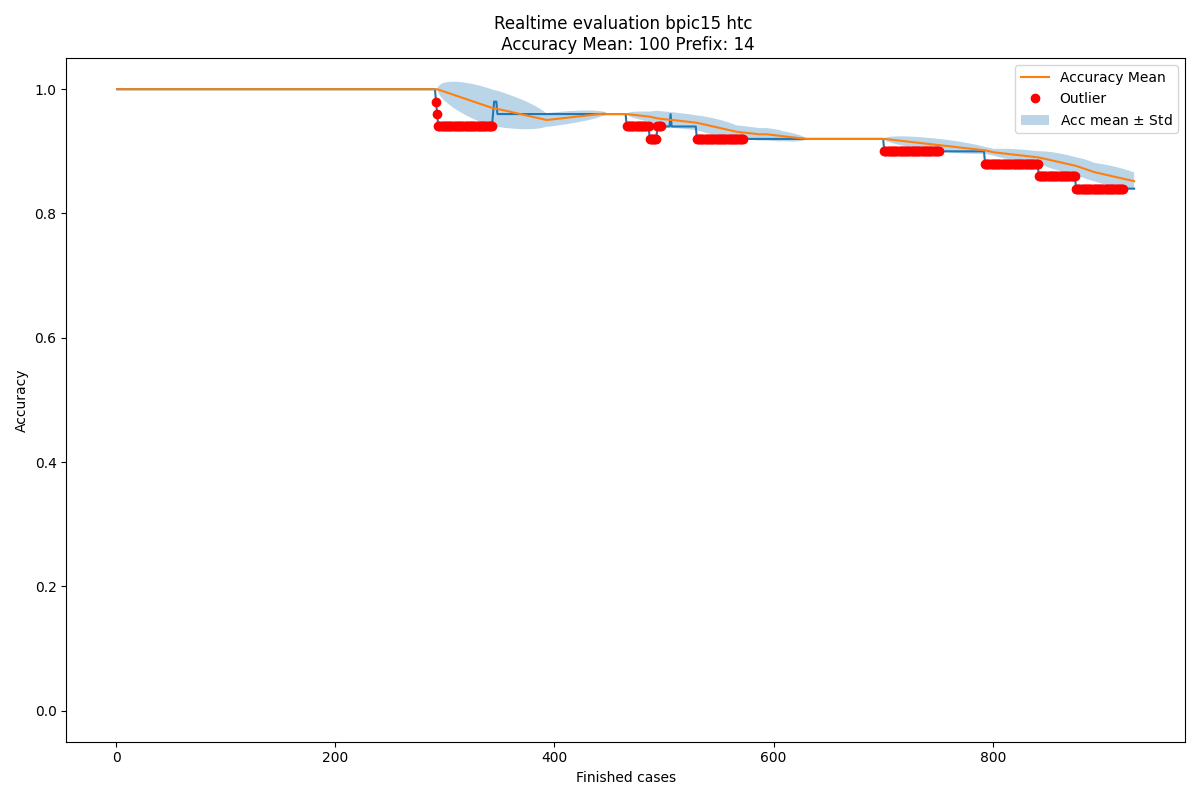 Realtime evaluation bpic15 htc
Accuracy Mean: 100 Prefix: 14
Accuracy Mean
Outlier
Acc mean ± Std
1.0
0.8
0.6
0.4
0.2
0.0
Accuracy
0
200
400
600
800
Finished cases